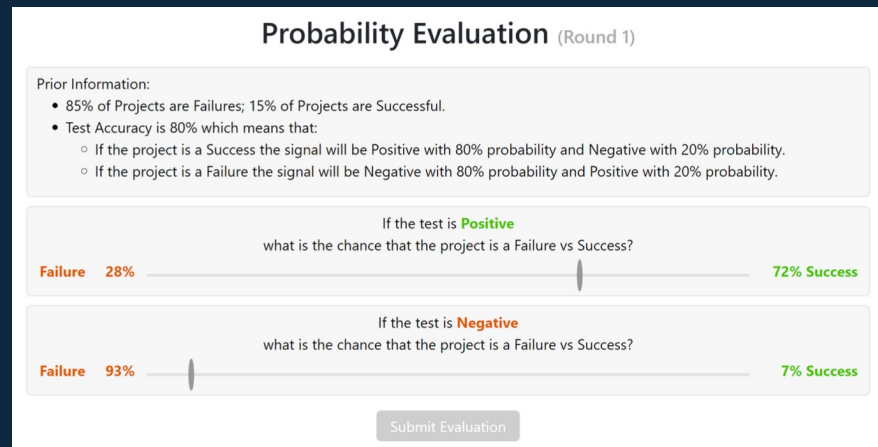 Probability Evaluation (Round 1)
Prior Information:
• 85% of Projects are Failures; 15% of Projects are Successful.
• Test Accuracy is 80% which means that:
○ If the project is a Success the signal will be Positive with 80% probability and Negative with 20% probability.
○ If the project is a Failure the signal will be Negative with 80% probability and Positive with 20% probability.
If the test is Positive
what is the chance that the project is a Failure vs Success?
Failure 28% 72% Success
If the test is Negative
what is the chance that the project is a Failure vs Success?
Failure 93% 7% Success
Submit Evaluation